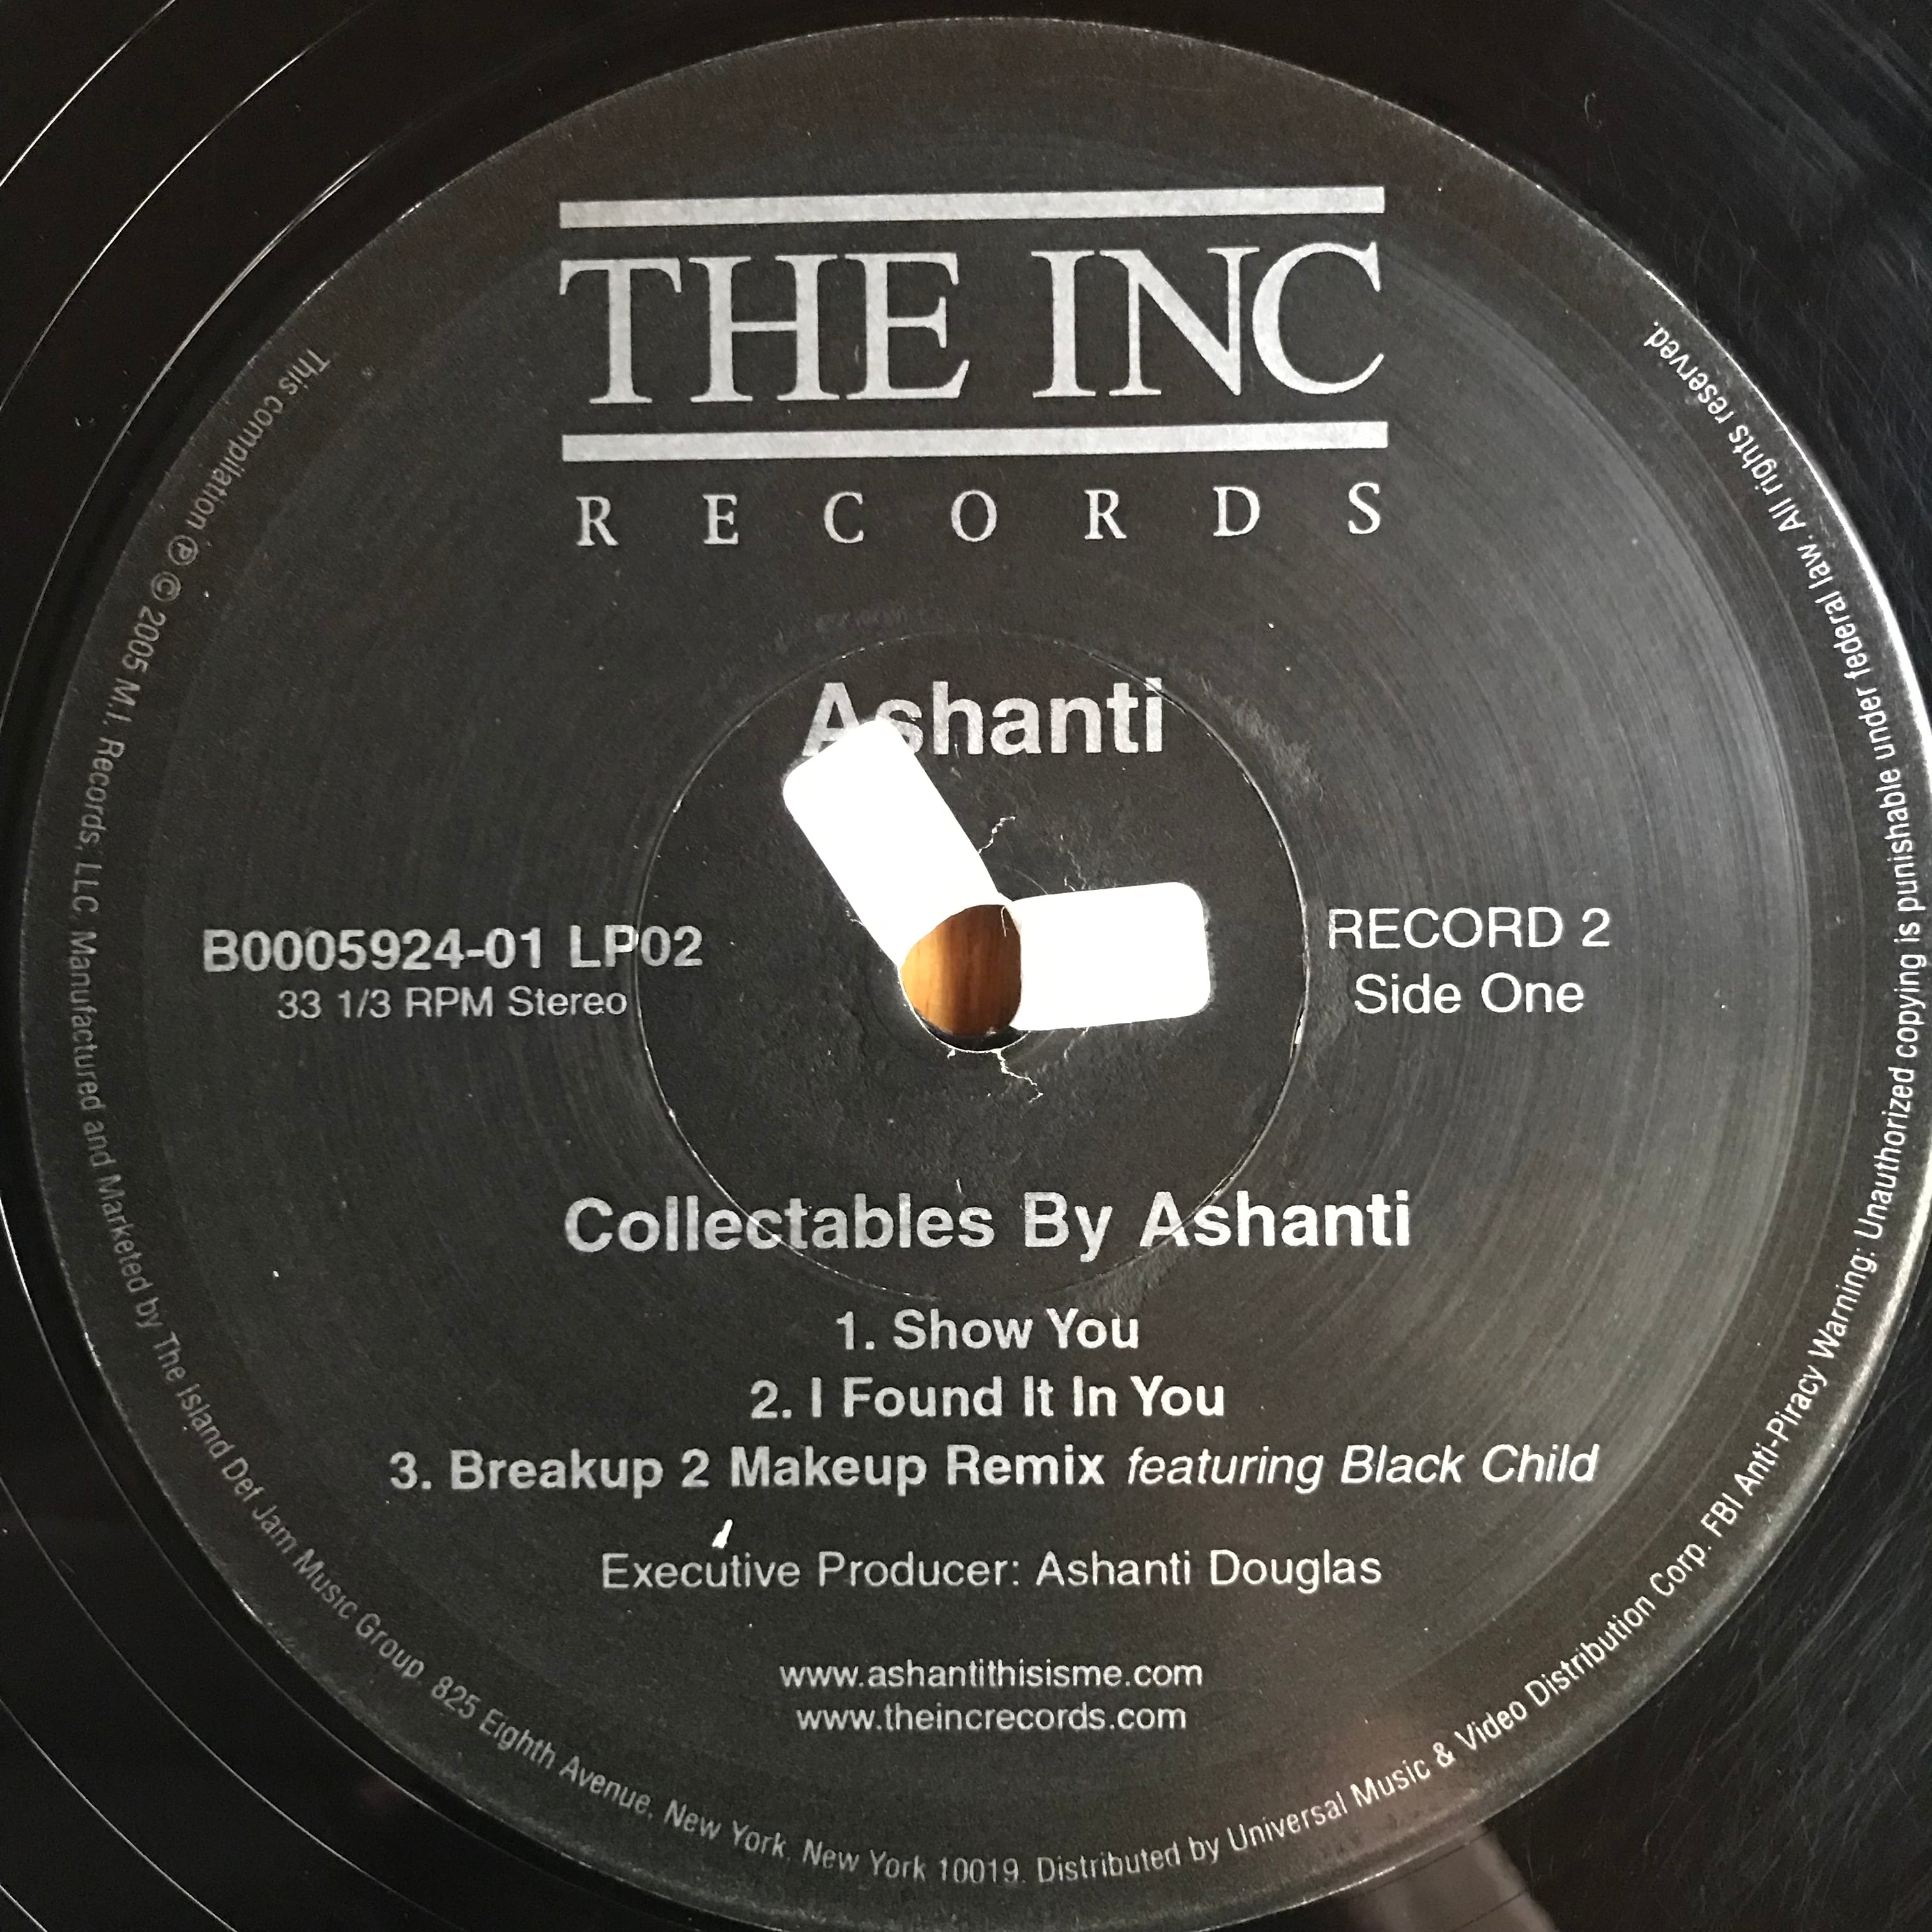 THE INC
RECORDS
Ashanti
B0005924-01 LP02
33 1/3 RPM Stereo
RECORD 2
Side One
Collectables By Ashanti
1. Show You
2. I Found It In You
3. Breakup 2 Makeup Remix featuring Black Child
Executive Producer: Ashanti Douglas
www.ashantithisisme.com
www.theincrecords.com
This compilation ℗ © 2005 M.I. Records, LLC. Manufactured and Marketed by The Island Def Jam Music Group. 825 Eighth Avenue, New York, New York 10019. Distributed by Universal Music & Video Distribution Corp. FBI Anti-Piracy Warning: Unauthorized copying is punishable under federal law. All rights reserved.